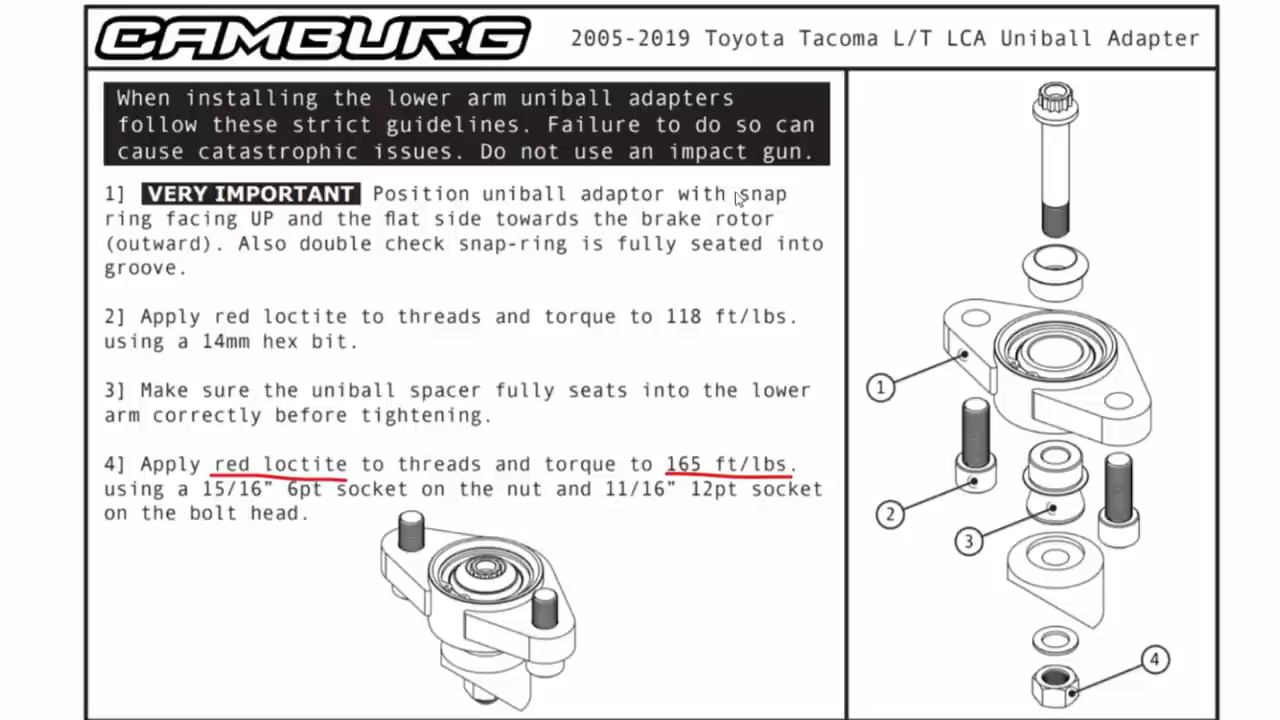 CAMBURG
2005-2019 Toyota Tacoma L/T LCA Uniball Adapter
When installing the lower arm uniball adapters
follow these strict guidelines. Failure to do so can
cause catastrophic issues. Do not use an impact gun.
1] VERY IMPORTANT Position uniball adaptor with snap
ring facing UP and the flat side towards the brake rotor
(outward). Also double check snap-ring is fully seated into
groove.
2] Apply red loctite to threads and torque to 118 ft/lbs.
using a 14mm hex bit.
3] Make sure the uniball spacer fully seats into the lower
arm correctly before tightening.
4] Apply red loctite to threads and torque to 165 ft/lbs.
using a 15/16” 6pt socket on the nut and 11/16” 12pt socket
on the bolt head.
1
2
3
4